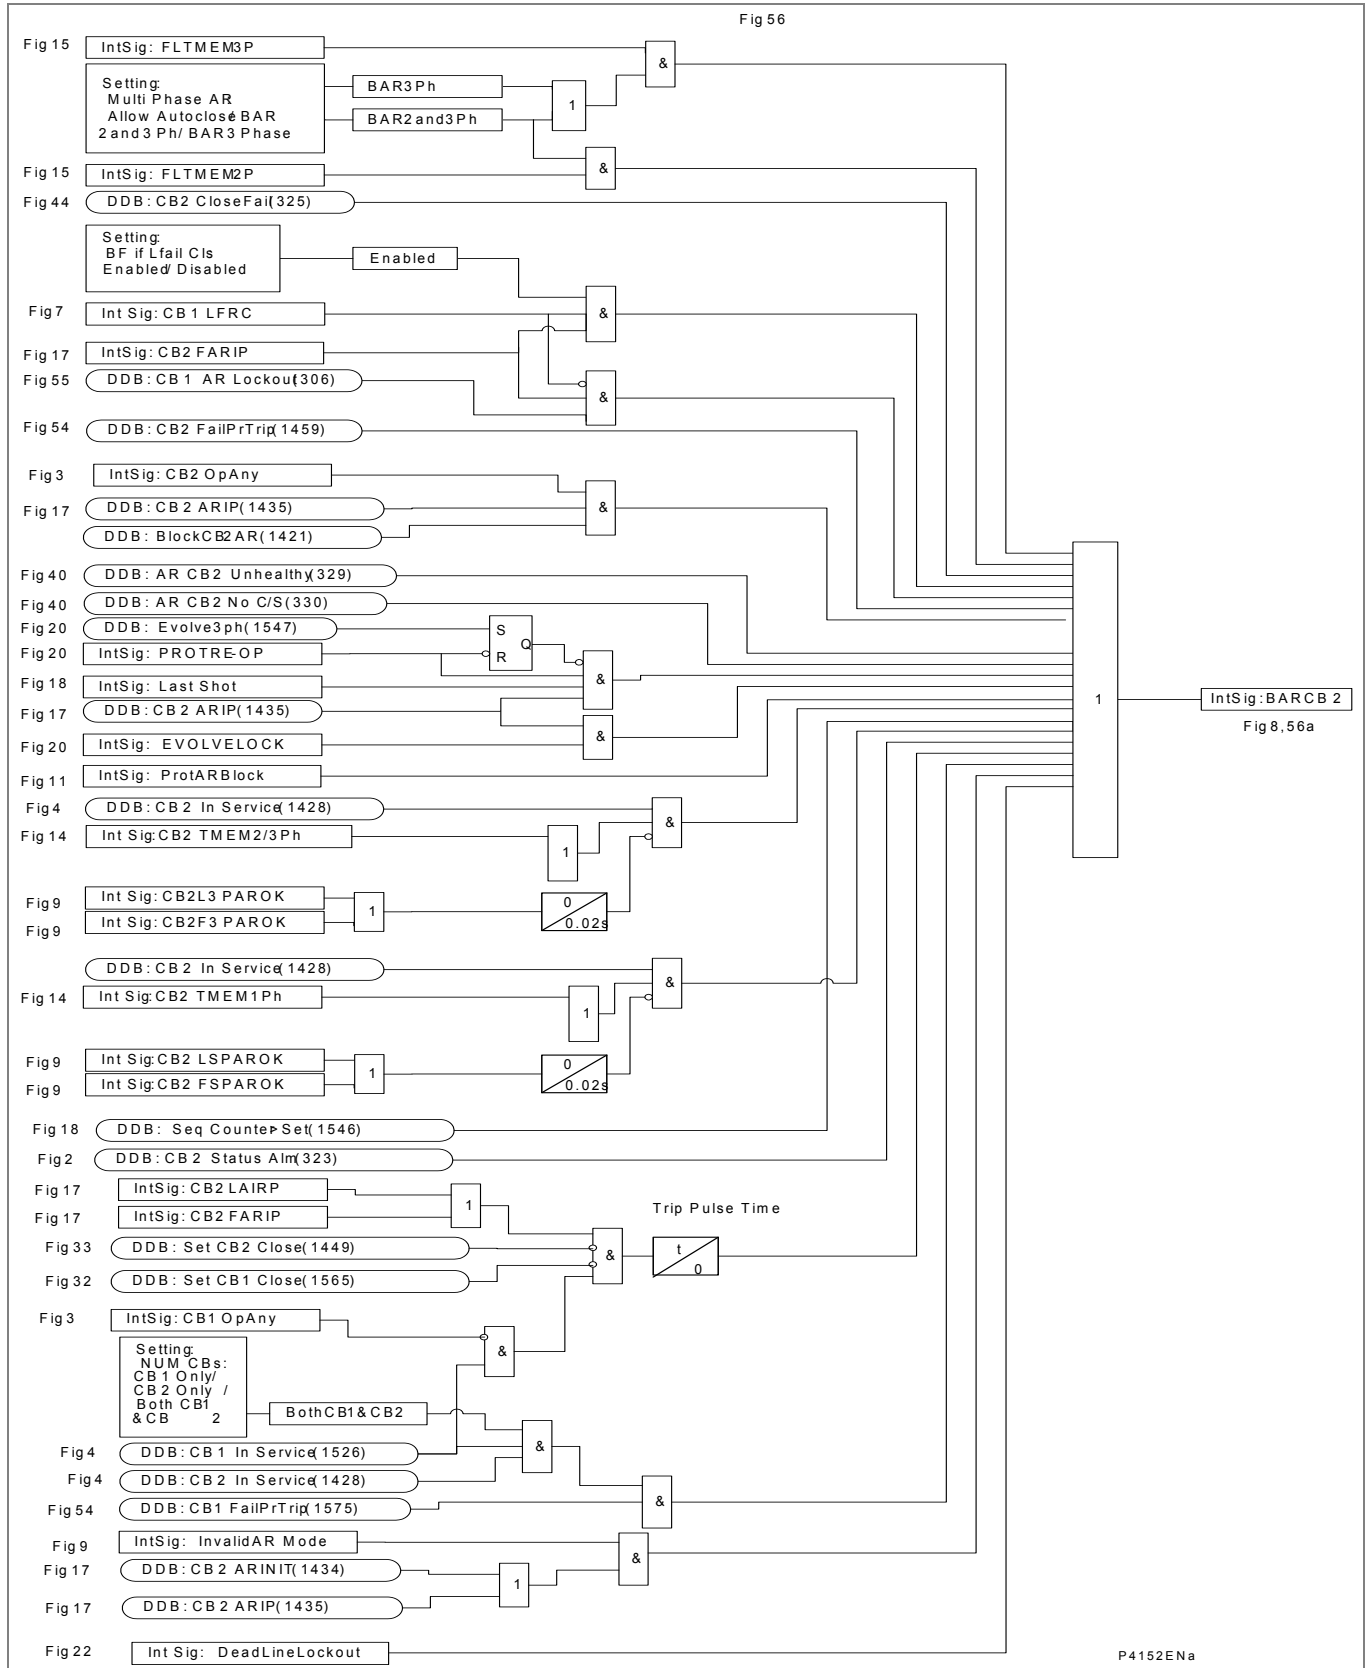 Fig 56
Fig 15 IntSig: FLTMEM3P
&
Setting:
Multi Phase AR
Allow Autoclose/ BAR
2 and 3 Ph/ BAR3 Phase
BAR3Ph
1
BAR2and3Ph
&
Fig 15 IntSig: FLTMEM2P
Fig 44 DDB: CB2 CloseFail(325)
Setting:
BF if Lfail Cls
Enabled/ Disabled
Enabled
&
Fig 7 Int Sig: CB1 LFRC
Fig 17 IntSig: CB2 FARIP
Fig 55 DDB: CB1 AR Lockout(306)
&
Fig 54 DDB: CB2 FailPrTrip(1459)
Fig 3 IntSig: CB2 OpAny
&
Fig 17 DDB: CB2 ARIP(1435)
DDB: BlockCB2AR(1421)
Fig 40 DDB: AR CB2 Unhealthy(329)
Fig 40 DDB: AR CB2 No C/S(330)
Fig 20 DDB: Evolve3ph(1547)
S
Q
R
Fig 20 IntSig: PROTRE-OP
&
Fig 18 IntSig: Last Shot
Fig 17 DDB: CB2 ARIP(1435)
&
Fig 20 IntSig: EVOLVELOCK
Fig 11 IntSig: ProtARBlock
1
IntSig: BARCB2
Fig 8, 56a
Fig 4 DDB: CB2 In Service(1428)
&
Fig 14 Int Sig: CB2 TMEM2/3Ph
1
Fig 9 Int Sig: CB2L3 PAROK
1
0
0.02s
Fig 9 Int Sig: CB2F3 PAROK
DDB: CB2 In Service(1428)
&
Fig 14 Int Sig: CB2 TMEM1Ph
1
Fig 9 Int Sig: CB2 LSPAROK
1
0
0.02s
Fig 9 Int Sig: CB2 FSPAROK
Fig 18 DDB: Seq Counter>Set(1546)
Fig 2 DDB: CB2 Status Alm(323)
Fig 17 IntSig: CB2 LAIRP
1
Trip Pulse Time
Fig 17 IntSig: CB2 FARIP
Fig 33 DDB: Set CB2 Close(1449)
&
t
0
Fig 32 DDB: Set CB1 Close(1565)
Fig 3 IntSig: CB1 OpAny
&
Setting:
NUM CBs:
CB1 Only/
CB2 Only /
Both CB1
& CB 2
BothCB1&CB2
&
Fig 4 DDB: CB1 In Service(1526)
Fig 4 DDB: CB2 In Service(1428)
&
Fig 54 DDB: CB1 FailPrTrip(1575)
Fig 9 IntSig: InvalidAR Mode
&
Fig 17 DDB: CB2 ARINIT(1434)
1
Fig 17 DDB: CB2 ARIP(1435)
Fig 22 Int Sig: DeadLineLockout
P4152ENa